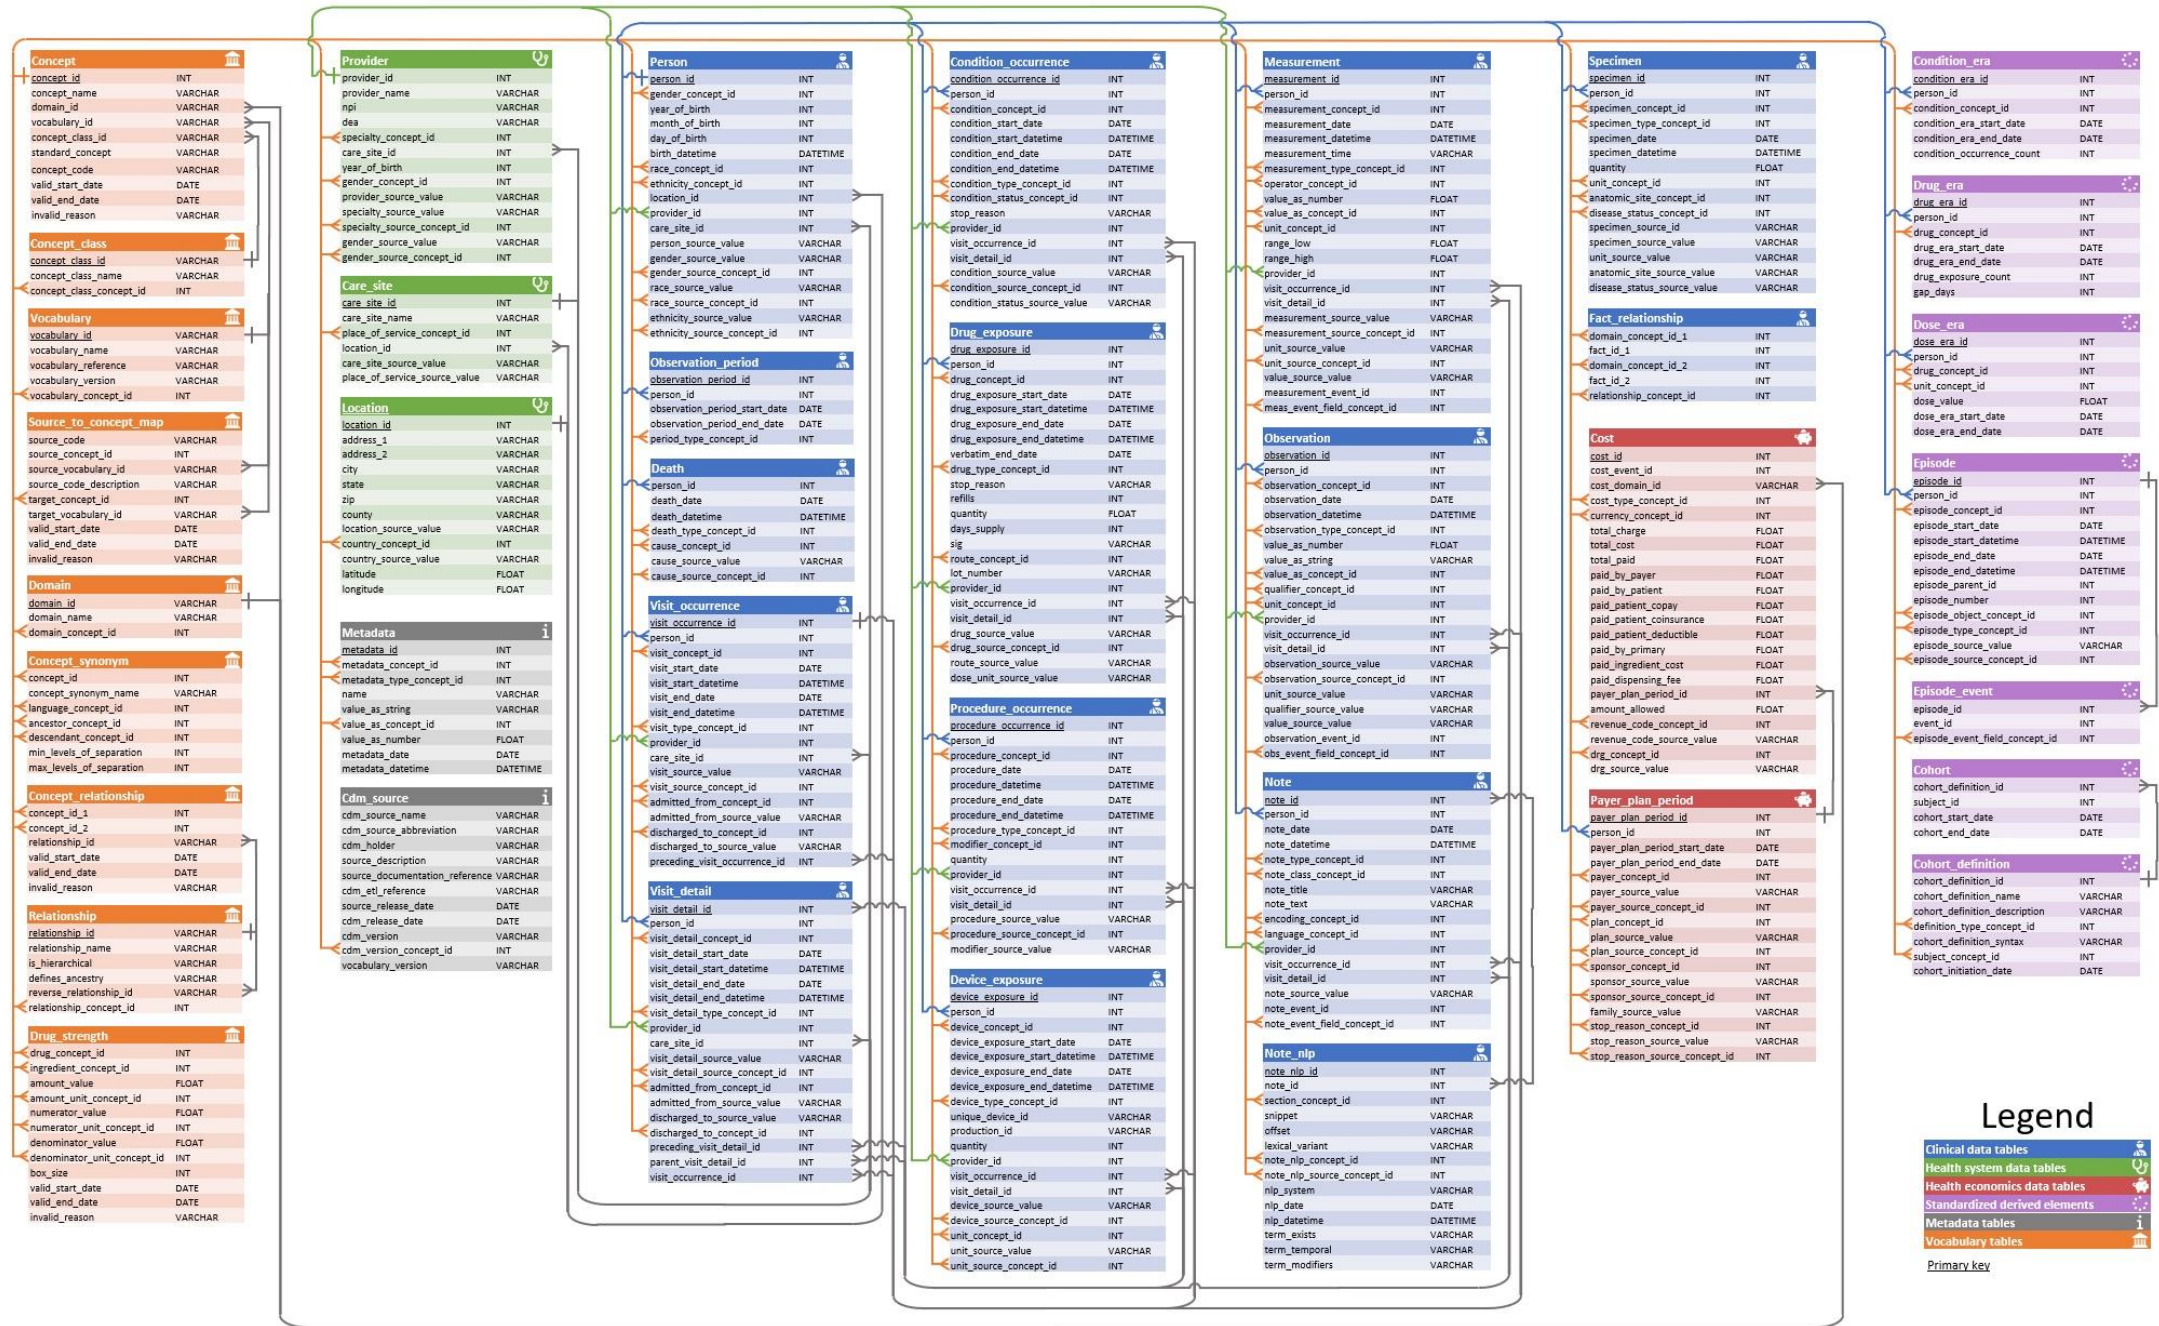 Concept
concept_id INT
concept_name VARCHAR
domain_id VARCHAR
vocabulary_id VARCHAR
concept_class_id VARCHAR
standard_concept VARCHAR
concept_code VARCHAR
valid_start_date DATE
valid_end_date DATE
invalid_reason VARCHAR
Concept_class
concept_class_id VARCHAR
concept_class_name VARCHAR
concept_class_concept_id INT
Vocabulary
vocabulary_id VARCHAR
vocabulary_name VARCHAR
vocabulary_reference VARCHAR
vocabulary_version VARCHAR
vocabulary_concept_id INT
Source_to_concept_map
source_code VARCHAR
source_concept_id INT
source_vocabulary_id VARCHAR
source_code_description VARCHAR
target_concept_id INT
target_vocabulary_id VARCHAR
valid_start_date DATE
valid_end_date DATE
invalid_reason VARCHAR
Domain
domain_id VARCHAR
domain_name VARCHAR
domain_concept_id INT
Concept_synonym
concept_id INT
concept_synonym_name VARCHAR
language_concept_id INT
ancestor_concept_id INT
descendant_concept_id INT
min_levels_of_separation INT
max_levels_of_separation INT
Concept_relationship
concept_id_1 INT
concept_id_2 INT
relationship_id VARCHAR
valid_start_date DATE
valid_end_date DATE
invalid_reason VARCHAR
Relationship
relationship_id VARCHAR
relationship_name VARCHAR
is_hierarchical VARCHAR
defines_ancestry VARCHAR
reverse_relationship_id VARCHAR
relationship_concept_id INT
Drug_strength
drug_concept_id INT
ingredient_concept_id INT
amount_value FLOAT
amount_unit_concept_id INT
numerator_value FLOAT
numerator_unit_concept_id INT
denominator_value FLOAT
denominator_unit_concept_id INT
box_size INT
valid_start_date DATE
valid_end_date DATE
invalid_reason VARCHAR
Provider
provider_id INT
provider_name VARCHAR
npi VARCHAR
dea VARCHAR
specialty_concept_id INT
care_site_id INT
year_of_birth INT
gender_concept_id INT
provider_source_value VARCHAR
specialty_source_value VARCHAR
specialty_source_concept_id INT
gender_source_value VARCHAR
gender_source_concept_id INT
Care_site
care_site_id INT
care_site_name VARCHAR
place_of_service_concept_id INT
location_id INT
care_site_source_value VARCHAR
place_of_service_source_value VARCHAR
Location
location_id INT
address_1 VARCHAR
address_2 VARCHAR
city VARCHAR
state VARCHAR
zip VARCHAR
county VARCHAR
location_source_value VARCHAR
country_concept_id INT
country_source_value VARCHAR
latitude FLOAT
longitude FLOAT
Metadata
metadata_id INT
metadata_concept_id INT
metadata_type_concept_id INT
name VARCHAR
value_as_string VARCHAR
value_as_concept_id INT
value_as_number FLOAT
metadata_date DATE
metadata_datetime DATETIME
Cdm_source
cdm_source_name VARCHAR
cdm_source_abbreviation VARCHAR
cdm_holder VARCHAR
source_description VARCHAR
source_documentation_reference VARCHAR
cdm_etl_reference VARCHAR
source_release_date DATE
cdm_release_date DATE
cdm_version VARCHAR
cdm_version_concept_id INT
vocabulary_version VARCHAR
Person
person_id INT
gender_concept_id INT
year_of_birth INT
month_of_birth INT
day_of_birth INT
birth_datetime DATETIME
race_concept_id INT
ethnicity_concept_id INT
location_id INT
provider_id INT
care_site_id INT
person_source_value VARCHAR
gender_source_value VARCHAR
gender_source_concept_id INT
race_source_value VARCHAR
race_source_concept_id INT
ethnicity_source_value VARCHAR
ethnicity_source_concept_id INT
Observation_period
observation_period_id INT
person_id INT
observation_period_start_date DATE
observation_period_end_date DATE
period_type_concept_id INT
Death
person_id INT
death_date DATE
death_datetime DATETIME
death_type_concept_id INT
cause_concept_id INT
cause_source_value VARCHAR
cause_source_concept_id INT
Visit_occurrence
visit_occurrence_id INT
person_id INT
visit_concept_id INT
visit_start_date DATE
visit_start_datetime DATETIME
visit_end_date DATE
visit_end_datetime DATETIME
visit_type_concept_id INT
provider_id INT
care_site_id INT
visit_source_value VARCHAR
visit_source_concept_id INT
admitted_from_concept_id INT
admitted_from_source_value VARCHAR
discharged_to_concept_id INT
discharged_to_source_value VARCHAR
preceding_visit_occurrence_id INT
Visit_detail
visit_detail_id INT
person_id INT
visit_detail_concept_id INT
visit_detail_start_date DATE
visit_detail_start_datetime DATETIME
visit_detail_end_date DATE
visit_detail_end_datetime DATETIME
visit_detail_type_concept_id INT
provider_id INT
care_site_id INT
visit_detail_source_value VARCHAR
visit_detail_source_concept_id INT
admitted_from_concept_id INT
admitted_from_source_value VARCHAR
discharged_to_source_value VARCHAR
discharged_to_concept_id INT
preceding_visit_detail_id INT
parent_visit_detail_id INT
visit_occurrence_id INT
Condition_occurrence
condition_occurrence_id INT
person_id INT
condition_concept_id INT
condition_start_date DATE
condition_start_datetime DATETIME
condition_end_date DATE
condition_end_datetime DATETIME
condition_type_concept_id INT
condition_status_concept_id INT
stop_reason VARCHAR
provider_id INT
visit_occurrence_id INT
visit_detail_id INT
condition_source_value VARCHAR
condition_source_concept_id INT
condition_status_source_value VARCHAR
Drug_exposure
drug_exposure_id INT
person_id INT
drug_concept_id INT
drug_exposure_start_date DATE
drug_exposure_start_datetime DATETIME
drug_exposure_end_date DATE
drug_exposure_end_datetime DATETIME
verbatim_end_date DATE
drug_type_concept_id INT
stop_reason VARCHAR
refills INT
quantity FLOAT
days_supply INT
sig VARCHAR
route_concept_id INT
lot_number VARCHAR
provider_id INT
visit_occurrence_id INT
visit_detail_id INT
drug_source_value VARCHAR
drug_source_concept_id INT
route_source_value VARCHAR
dose_unit_source_value VARCHAR
Procedure_occurrence
procedure_occurrence_id INT
person_id INT
procedure_concept_id INT
procedure_date DATE
procedure_datetime DATETIME
procedure_end_date DATE
procedure_end_datetime DATETIME
procedure_type_concept_id INT
modifier_concept_id INT
quantity INT
provider_id INT
visit_occurrence_id INT
visit_detail_id INT
procedure_source_value VARCHAR
procedure_source_concept_id INT
modifier_source_value VARCHAR
Device_exposure
device_exposure_id INT
person_id INT
device_concept_id INT
device_exposure_start_date DATE
device_exposure_start_datetime DATETIME
device_exposure_end_date DATE
device_exposure_end_datetime DATETIME
device_type_concept_id INT
unique_device_id VARCHAR
production_id VARCHAR
quantity INT
provider_id INT
visit_occurrence_id INT
visit_detail_id INT
device_source_value VARCHAR
device_source_concept_id INT
unit_concept_id INT
unit_source_value VARCHAR
unit_source_concept_id INT
Measurement
measurement_id INT
person_id INT
measurement_concept_id INT
measurement_date DATE
measurement_datetime DATETIME
measurement_time VARCHAR
measurement_type_concept_id INT
operator_concept_id INT
value_as_number FLOAT
value_as_concept_id INT
unit_concept_id INT
range_low FLOAT
range_high FLOAT
provider_id INT
visit_occurrence_id INT
visit_detail_id INT
measurement_source_value VARCHAR
measurement_source_concept_id INT
unit_source_value VARCHAR
unit_source_concept_id INT
value_source_value VARCHAR
measurement_event_id INT
meas_event_field_concept_id INT
Observation
observation_id INT
person_id INT
observation_concept_id INT
observation_date DATE
observation_datetime DATETIME
observation_type_concept_id INT
value_as_number FLOAT
value_as_string VARCHAR
value_as_concept_id INT
qualifier_concept_id INT
unit_concept_id INT
provider_id INT
visit_occurrence_id INT
visit_detail_id INT
observation_source_value VARCHAR
observation_source_concept_id INT
unit_source_value VARCHAR
qualifier_source_value VARCHAR
value_source_value VARCHAR
observation_event_id INT
obs_event_field_concept_id INT
Note
note_id INT
person_id INT
note_date DATE
note_datetime DATETIME
note_type_concept_id INT
note_class_concept_id INT
note_title VARCHAR
note_text VARCHAR
encoding_concept_id INT
language_concept_id INT
provider_id INT
visit_occurrence_id INT
visit_detail_id INT
note_source_value VARCHAR
note_event_id INT
note_event_field_concept_id INT
Note_nlp
note_nlp_id INT
note_id INT
section_concept_id INT
snippet VARCHAR
offset VARCHAR
lexical_variant VARCHAR
note_nlp_concept_id INT
note_nlp_source_concept_id INT
nlp_system VARCHAR
nlp_date DATE
nlp_datetime DATETIME
term_exists VARCHAR
term_temporal VARCHAR
term_modifiers VARCHAR
Specimen
specimen_id INT
person_id INT
specimen_concept_id INT
specimen_type_concept_id INT
specimen_date DATE
specimen_datetime DATETIME
quantity FLOAT
unit_concept_id INT
anatomic_site_concept_id INT
disease_status_concept_id INT
specimen_source_id VARCHAR
specimen_source_value VARCHAR
unit_source_value VARCHAR
anatomic_site_source_value VARCHAR
disease_status_source_value VARCHAR
Fact_relationship
domain_concept_id_1 INT
fact_id_1 INT
domain_concept_id_2 INT
fact_id_2 INT
relationship_concept_id INT
Cost
cost_id INT
cost_event_id INT
cost_domain_id VARCHAR
cost_type_concept_id INT
currency_concept_id INT
total_charge FLOAT
total_cost FLOAT
total_paid FLOAT
paid_by_payer FLOAT
paid_by_patient FLOAT
paid_patient_copay FLOAT
paid_patient_coinsurance FLOAT
paid_patient_deductible FLOAT
paid_by_primary FLOAT
paid_ingredient_cost FLOAT
paid_dispensing_fee FLOAT
payer_plan_period_id INT
amount_allowed FLOAT
revenue_code_concept_id INT
revenue_code_source_value VARCHAR
drg_concept_id INT
drg_source_value VARCHAR
Payer_plan_period
payer_plan_period_id INT
person_id INT
payer_plan_period_start_date DATE
payer_plan_period_end_date DATE
payer_concept_id INT
payer_source_value VARCHAR
payer_source_concept_id INT
plan_concept_id INT
plan_source_value VARCHAR
plan_source_concept_id INT
sponsor_concept_id INT
sponsor_source_value VARCHAR
sponsor_source_concept_id INT
family_source_value VARCHAR
stop_reason_concept_id INT
stop_reason_source_value VARCHAR
stop_reason_source_concept_id INT
Condition_era
condition_era_id INT
person_id INT
condition_concept_id INT
condition_era_start_date DATE
condition_era_end_date DATE
condition_occurrence_count INT
Drug_era
drug_era_id INT
person_id INT
drug_concept_id INT
drug_era_start_date DATE
drug_era_end_date DATE
drug_exposure_count INT
gap_days INT
Dose_era
dose_era_id INT
person_id INT
drug_concept_id INT
unit_concept_id INT
dose_value FLOAT
dose_era_start_date DATE
dose_era_end_date DATE
Episode
episode_id INT
person_id INT
episode_concept_id INT
episode_start_date DATE
episode_start_datetime DATETIME
episode_end_date DATE
episode_end_datetime DATETIME
episode_parent_id INT
episode_number INT
episode_object_concept_id INT
episode_type_concept_id INT
episode_source_value VARCHAR
episode_source_concept_id INT
Episode_event
episode_id INT
event_id INT
episode_event_field_concept_id INT
Cohort
cohort_definition_id INT
subject_id INT
cohort_start_date DATE
cohort_end_date DATE
Cohort_definition
cohort_definition_id INT
cohort_definition_name VARCHAR
cohort_definition_description VARCHAR
definition_type_concept_id INT
cohort_definition_syntax VARCHAR
subject_concept_id INT
cohort_initiation_date DATE
Legend
Clinical data tables
Health system data tables
Health economics data tables
Standardized derived elements
Metadata tables
Vocabulary tables
Primary key